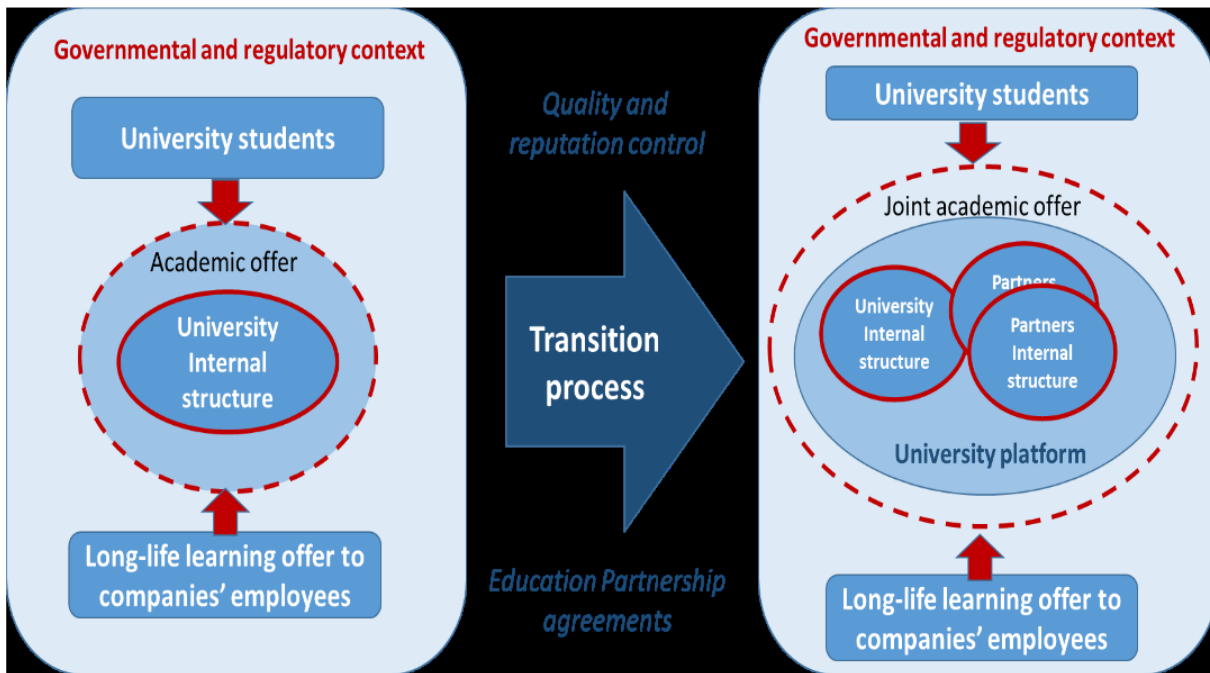 Governmental and regulatory context
University students
Academic offer
University
Internal
structure
Long-life learning offer to
companies' employees
Quality and
reputation control
Transition
process
Education Partnership
agreements
Governmental and regulatory context
University students
Joint academic offer
University
Internal
structure
Partners
Partners
Internal
structure
University platform
Long-life learning offer to
companies' employees